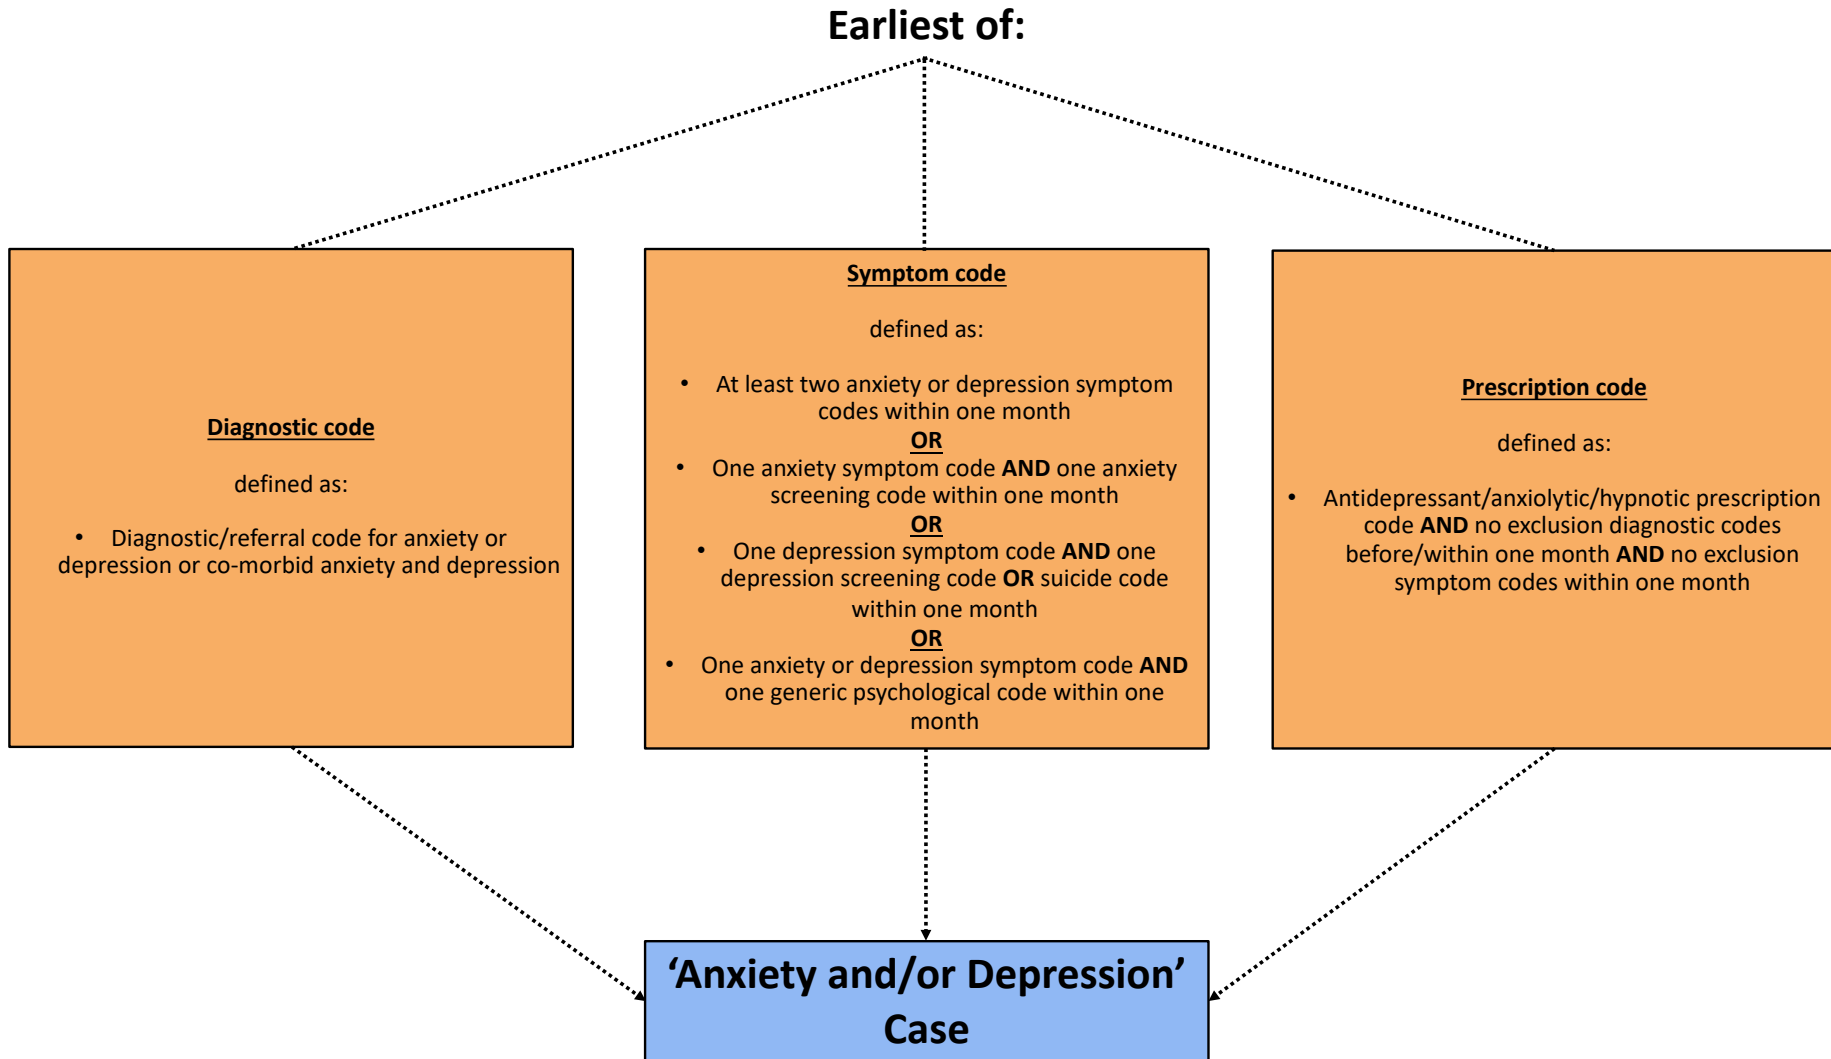 Earliest of:
Diagnostic code
defined as:
• Diagnostic/referral code for anxiety or
depression or co-morbid anxiety and depression
Symptom code
defined as:
• At least two anxiety or depression symptom
codes within one month
OR
• One anxiety symptom code AND one anxiety
screening code within one month
OR
• One depression symptom code AND one
depression screening code OR suicide code
within one month
OR
• One anxiety or depression symptom code AND
one generic psychological code within one
month
Prescription code
defined as:
• Antidepressant/anxiolytic/hypnotic prescription
code AND no exclusion diagnostic codes
before/within one month AND no exclusion
symptom codes within one month
‘Anxiety and/or Depression’
Case